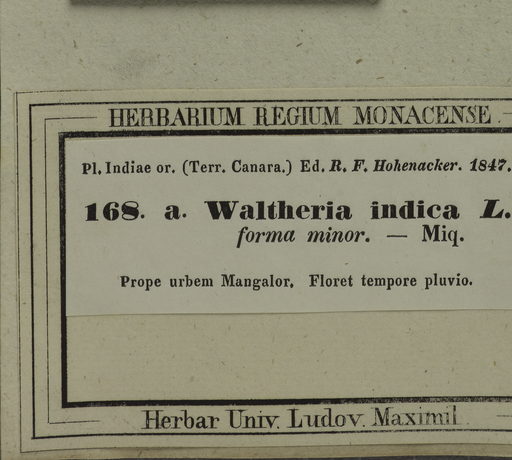 HERBARIUM REGIUM MONACENSE.
Pl. Indiae or. (Terr. Canara.) Ed. R. F. Hohenacker. 1847.
168. a. Waltheria indica L.
forma minor. — Miq.
Prope urbem Mangalor. Floret tempore pluvio.
Herbar Univ. Ludov. Maximil.